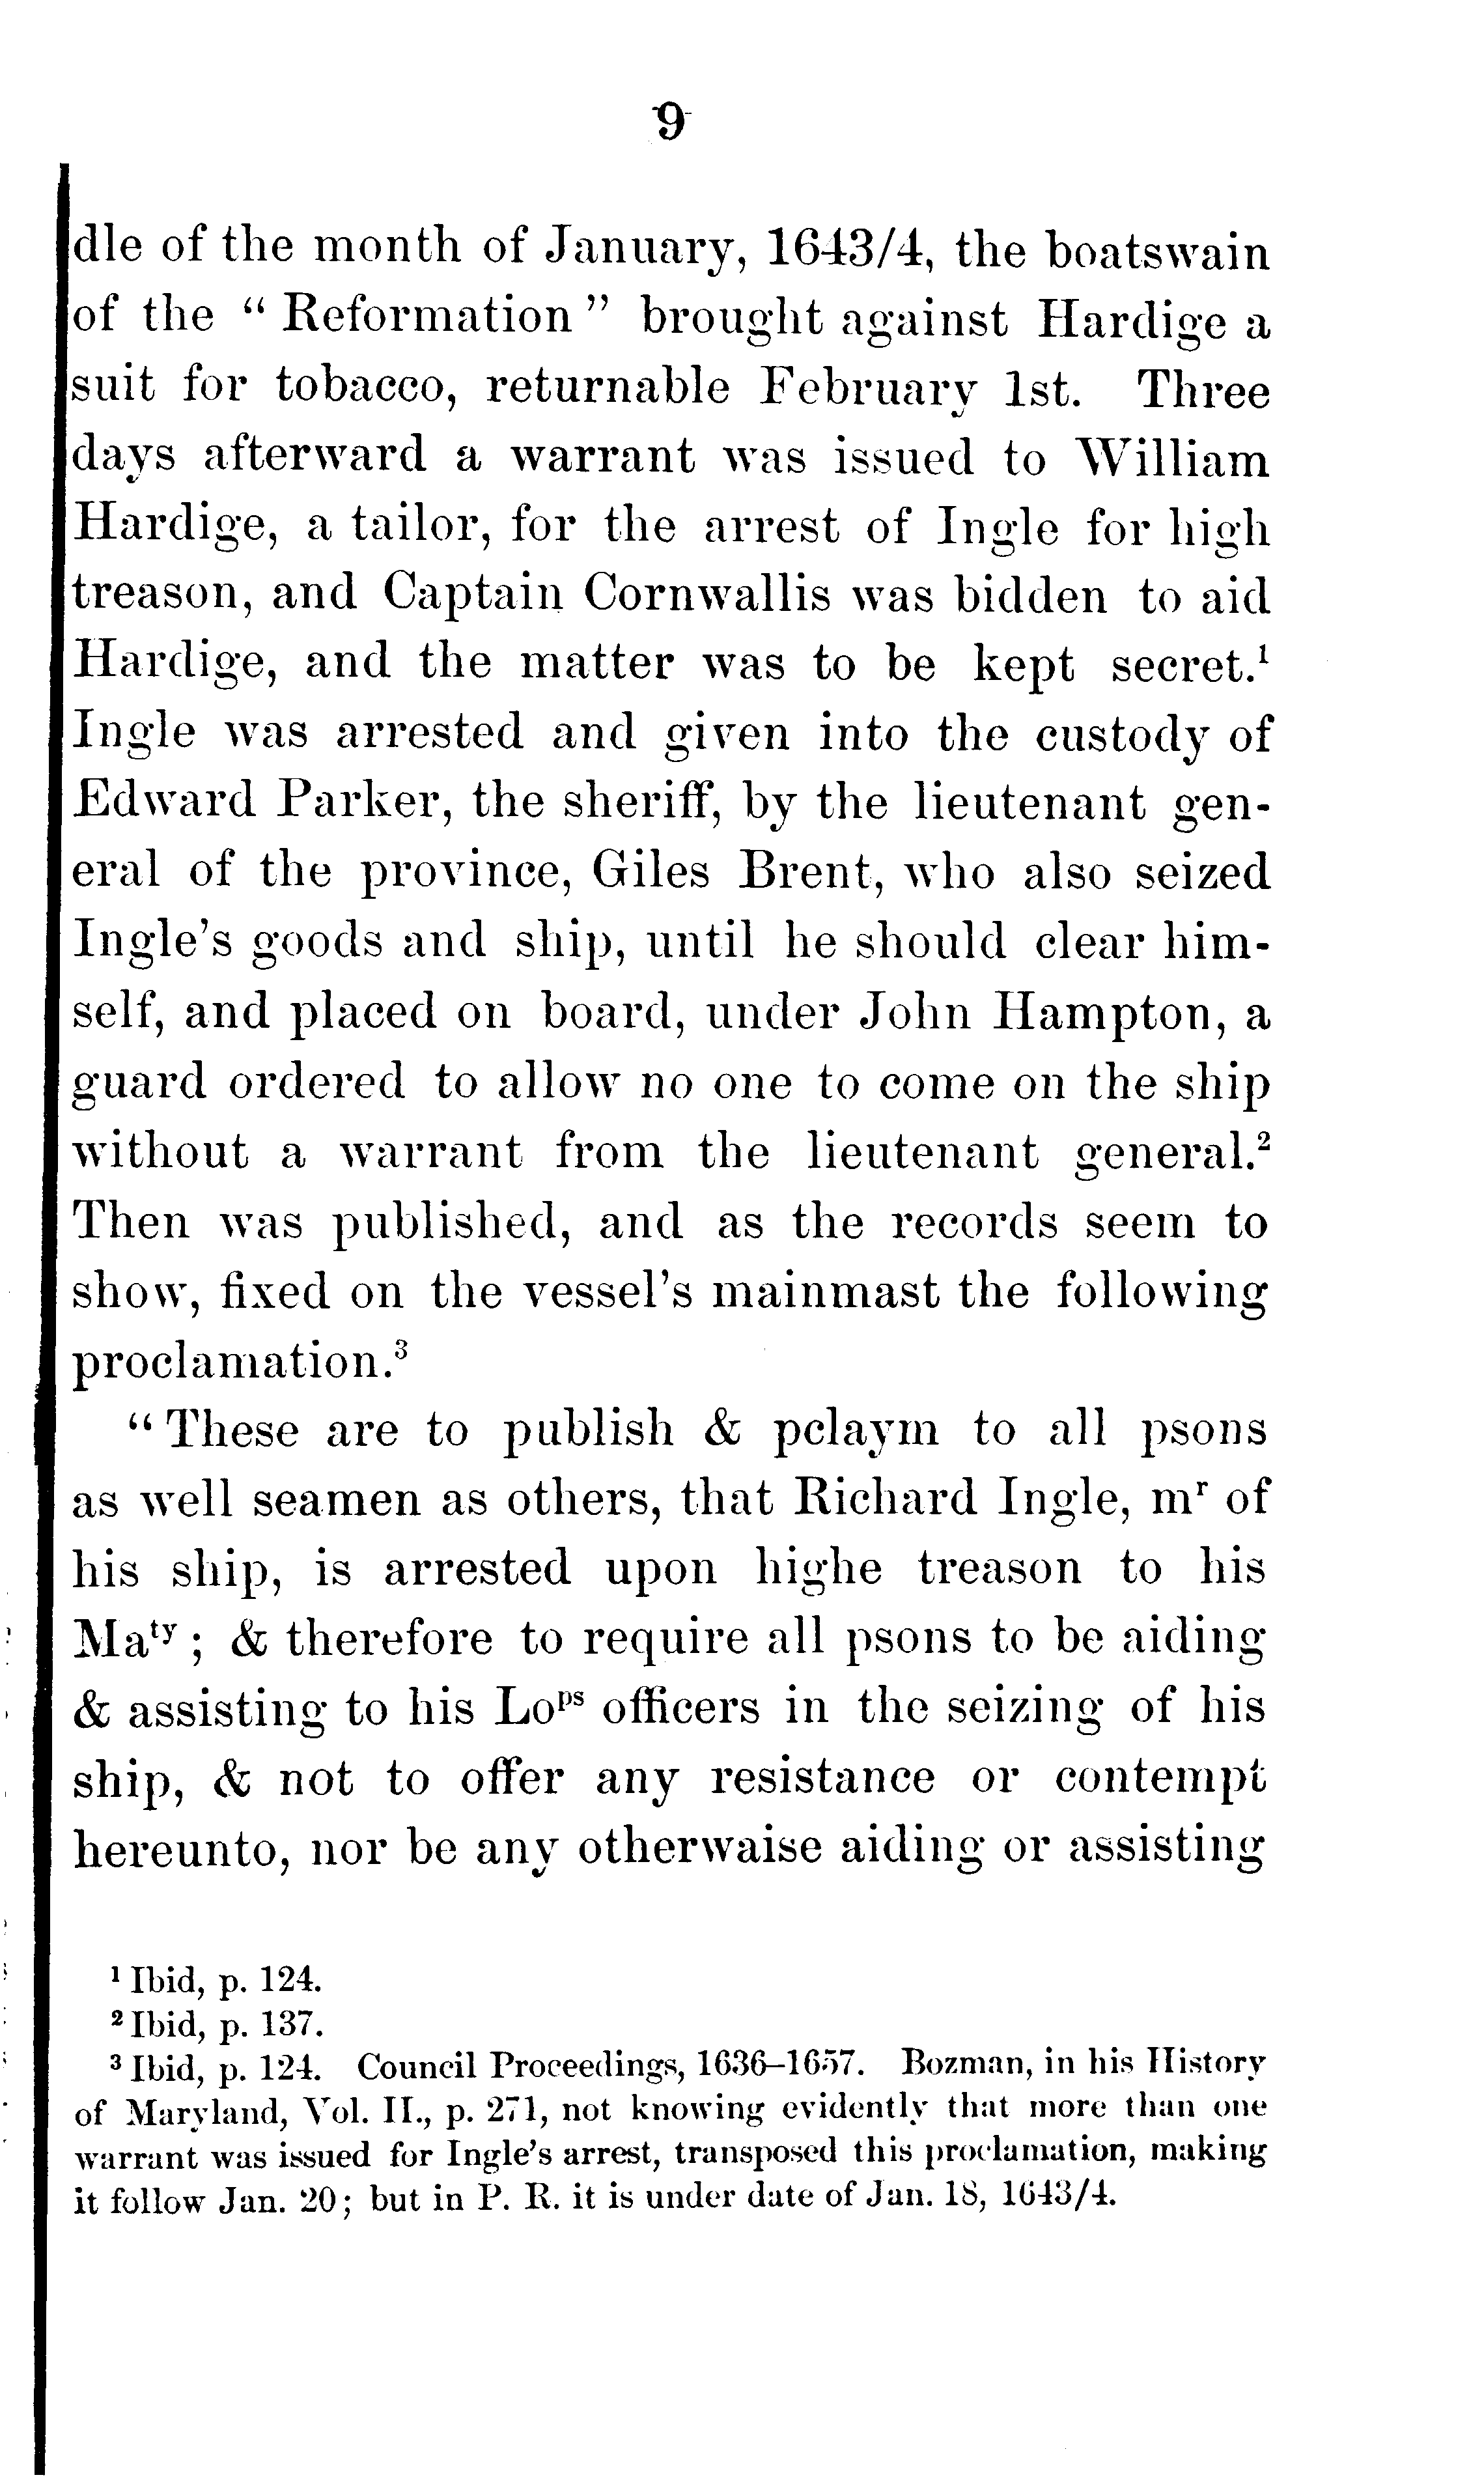 9
dle of the month of January, 1643/4, the boatswain
of the “ Reformation ” brought against Hardige a
suit for tobacco, returnable February 1st. Three
days afterward a warrant was issued to William
Hardige, a tailor, for the arrest of Ingle for high
treason, and Captain Cornwallis was bidden to aid
Hardige, and the matter was to be kept secret.¹
Ingle was arrested and given into the custody of
Edward Parker, the sheriff, by the lieutenant gen-
eral of the province, Giles Brent, who also seized
Ingle’s goods and ship, until he should clear him-
self, and placed on board, under John Hampton, a
guard ordered to allow no one to come on the ship
without a warrant from the lieutenant general.²
Then was published, and as the records seem to
show, fixed on the vessel’s mainmast the following
proclamation.³
“ These are to publish & pclaym to all psons
as well seamen as others, that Richard Ingle, mʳ of
his ship, is arrested upon highe treason to his
Maᵗʸ ; & therefore to require all psons to be aiding
& assisting to his Loᵖˢ officers in the seizing of his
ship, & not to offer any resistance or contempt
hereunto, nor be any otherwaise aiding or assisting
¹ Ibid, p. 124.
² Ibid, p. 137.
³ Ibid, p. 124. Council Proceedings, 1636–1657. Bozman, in his History
of Maryland, Vol. II., p. 271, not knowing evidently that more than one
warrant was issued for Ingle’s arrest, transposed this proclamation, making
it follow Jan. 20; but in P. R. it is under date of Jan. 18, 1643/4.